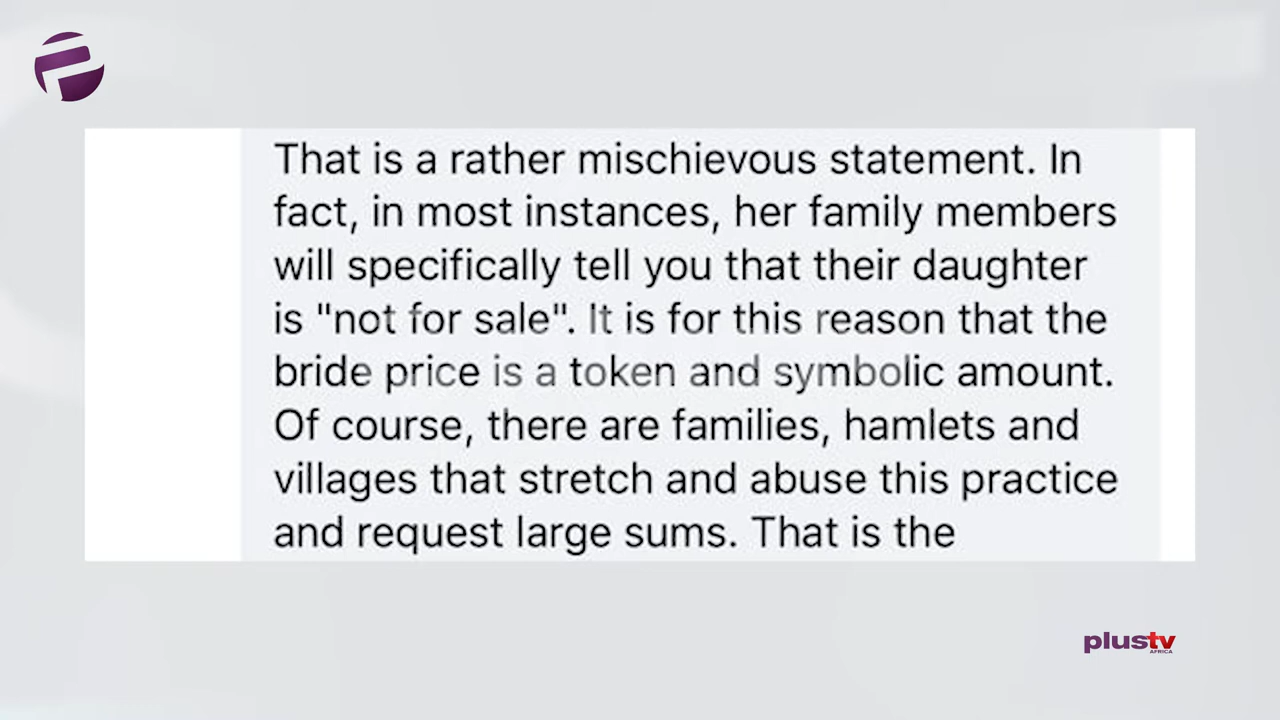 That is a rather mischievous statement. In
fact, in most instances, her family members
will specifically tell you that their daughter
is "not for sale". It is for this reason that the
bride price is a token and symbolic amount.
Of course, there are families, hamlets and
villages that stretch and abuse this practice
and request large sums. That is the
plustv
AFRICA